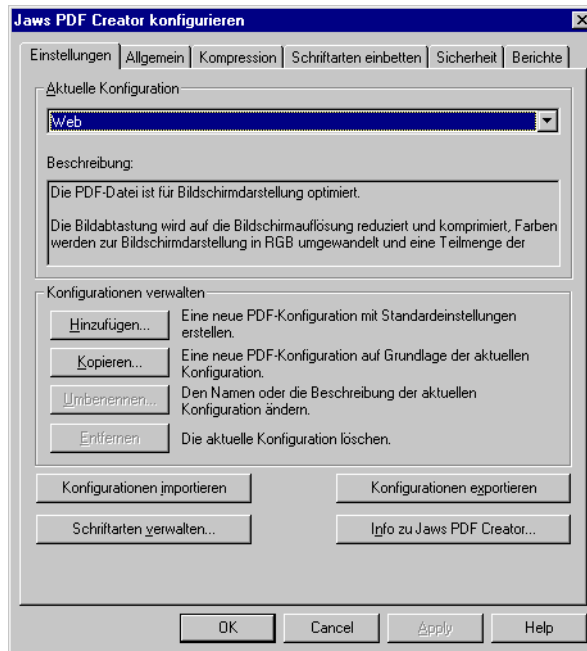 Jaws PDF Creator konfigurieren
Einstellungen Allgemein Kompression Schriftarten einbetten Sicherheit Berichte
Aktuelle Konfiguration
Web
Beschreibung:
Die PDF-Datei ist für Bildschirmdarstellung optimiert.
Die Bildabtastung wird auf die Bildschirmauflösung reduziert und komprimiert, Farben
werden zur Bildschirmdarstellung in RGB umgewandelt und eine Teilmenge der
Konfigurationen verwalten
Hinzufügen...
Eine neue PDF-Konfiguration mit Standardeinstellungen
erstellen.
Kopieren...
Eine neue PDF-Konfiguration auf Grundlage der aktuellen
Konfiguration.
Umbenennen...
Den Namen oder die Beschreibung der aktuellen
Konfiguration ändern.
Entfernen
Die aktuelle Konfiguration löschen.
Konfigurationen importieren
Konfigurationen exportieren
Schriftarten verwalten...
Info zu Jaws PDF Creator...
OK Cancel Apply Help